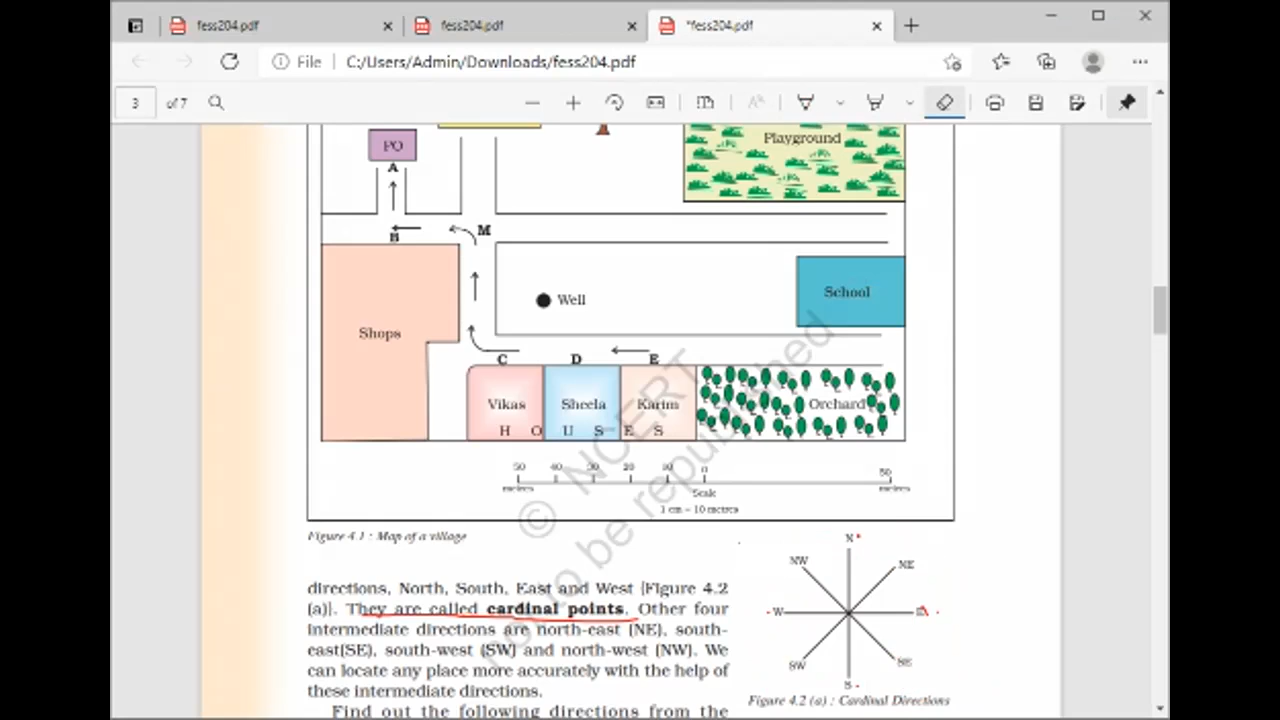 fess204.pdf
fess204.pdf
*fess204.pdf
File
C:/Users/Admin/Downloads/fess204.pdf
3 of 7
PO
Playground
A
B
M
Well
School
Shops
C D E
Vikas Sheela Karim Orchard
H O U S E S
50 40 30 20 10 0 50
metres metres
Scale
1 cm = 10 metres
© NCERT
not to be republished
Figure 4.1 : Map of a village
directions, North, South, East and West [Figure 4.2
(a)]. They are called cardinal points. Other four
intermediate directions are north-east (NE), south-
east(SE), south-west (SW) and north-west (NW). We
can locate any place more accurately with the help of
these intermediate directions.
Find out the following directions from the
N
NW NE
W E
SW SE
S
Figure 4.2 (a) : Cardinal Directions